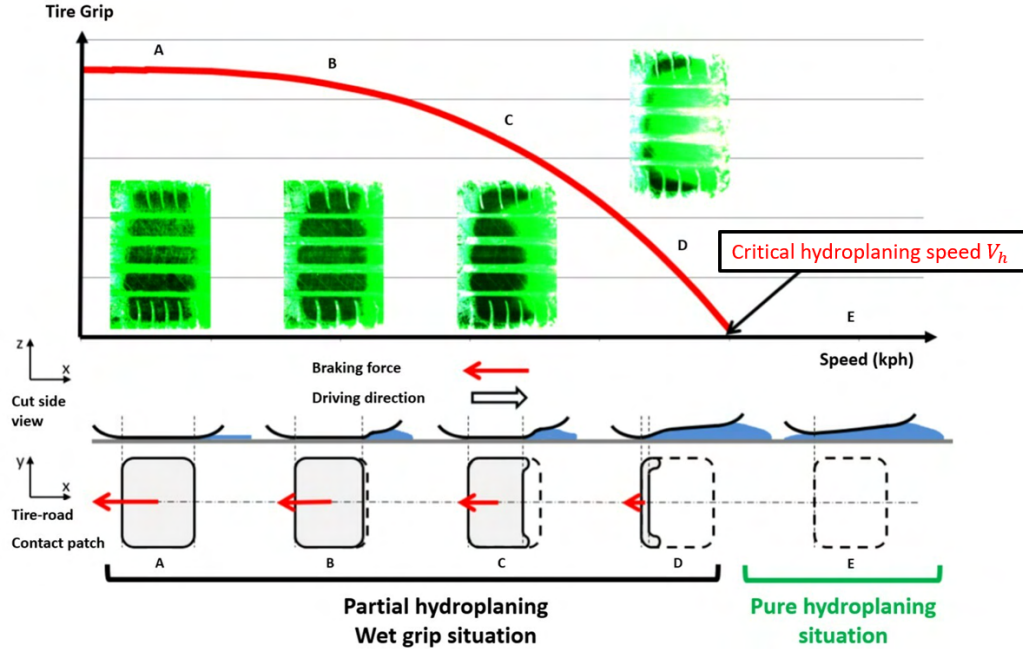 Tire Grip
A
B
C
D
Critical hydroplaning speed V_h
E
Speed (kph)
z
x
Cut side
view
Braking force
Driving direction
y
x
Tire-road
Contact patch
A
B
C
D
E
Partial hydroplaning
Wet grip situation
Pure hydroplaning
situation